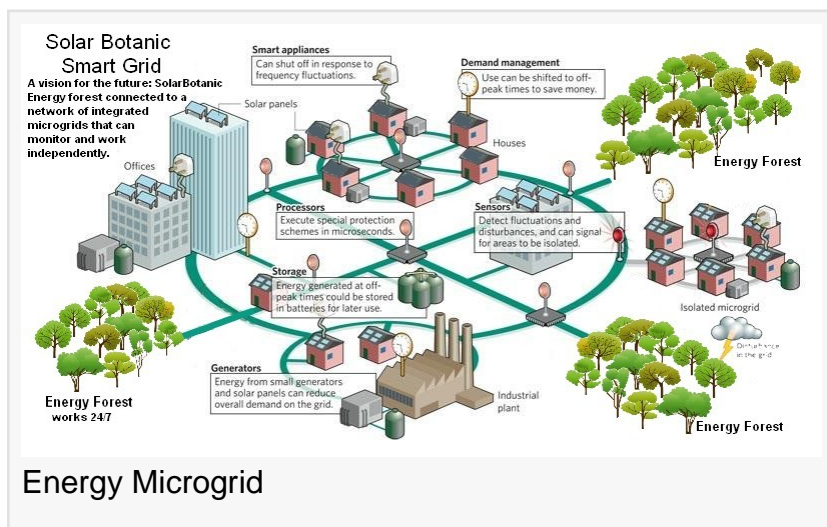 Solar Botanic
Smart Grid
A vision for the future: SolarBotanic
Energy forest connected to a
network of integrated
microgrids that can
monitor and work
independently.
Smart appliances
Can shut off in response to
frequency fluctuations.
Demand management
Use can be shifted to off-
peak times to save money.
Solar panels
Offices
Houses
Energy Forest
Processors
Execute special protection
schemes in microseconds.
Sensors
Detect fluctuations and
disturbances, and can signal
for areas to be isolated.
Storage
Energy generated at off-
peak times could be stored
in batteries for later use.
Isolated microgrid
Disturbance
in the grid
Energy Forest
works 24/7
Generators
Energy from small generators
and solar panels can reduce
overall demand on the grid.
Industrial
plant
Energy Forest
Energy Microgrid